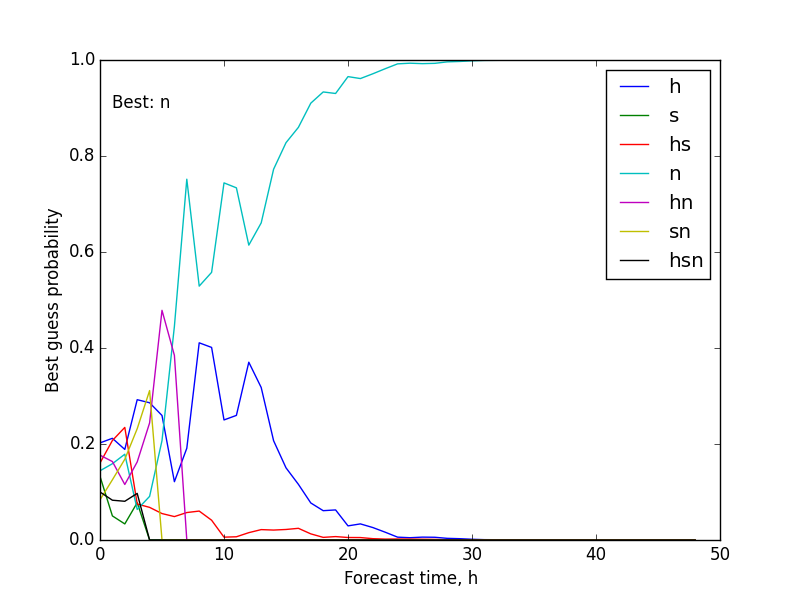 Best: n
h
s
hs
n
hn
sn
hsn
1.0
0.8
0.6
0.4
0.2
0.0
Best guess probability
0 10 20 30 40 50
Forecast time, h